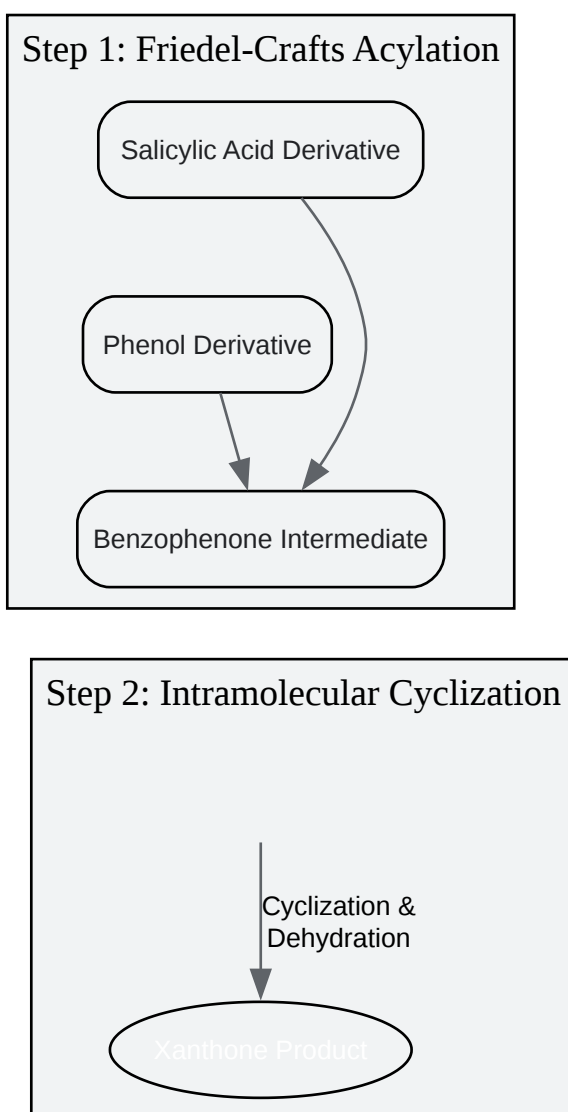 Step 1: Friedel-Crafts Acylation
Salicylic Acid Derivative
Phenol Derivative
Benzophenone Intermediate
Step 2: Intramolecular Cyclization
Cyclization &
Dehydration
Xanthone Product